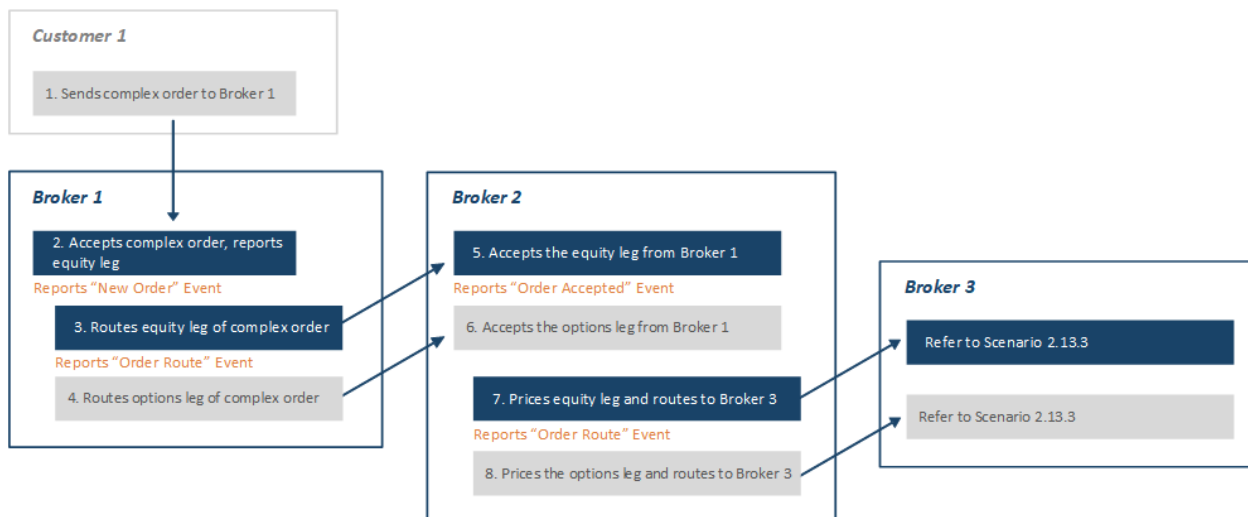 Customer 1
1. Sends complex order to Broker 1
Broker 1
2. Accepts complex order, reports
equity leg
Reports “New Order” Event
3. Routes equity leg of complex order
Reports “Order Route” Event
4. Routes options leg of complex order
Broker 2
5. Accepts the equity leg from Broker 1
Reports “Order Accepted” Event
6. Accepts the options leg from Broker 1
7. Prices equity leg and routes to Broker 3
Reports “Order Route” Event
8. Prices the options leg and routes to Broker 3
Broker 3
Refer to Scenario 2.13.3
Refer to Scenario 2.13.3